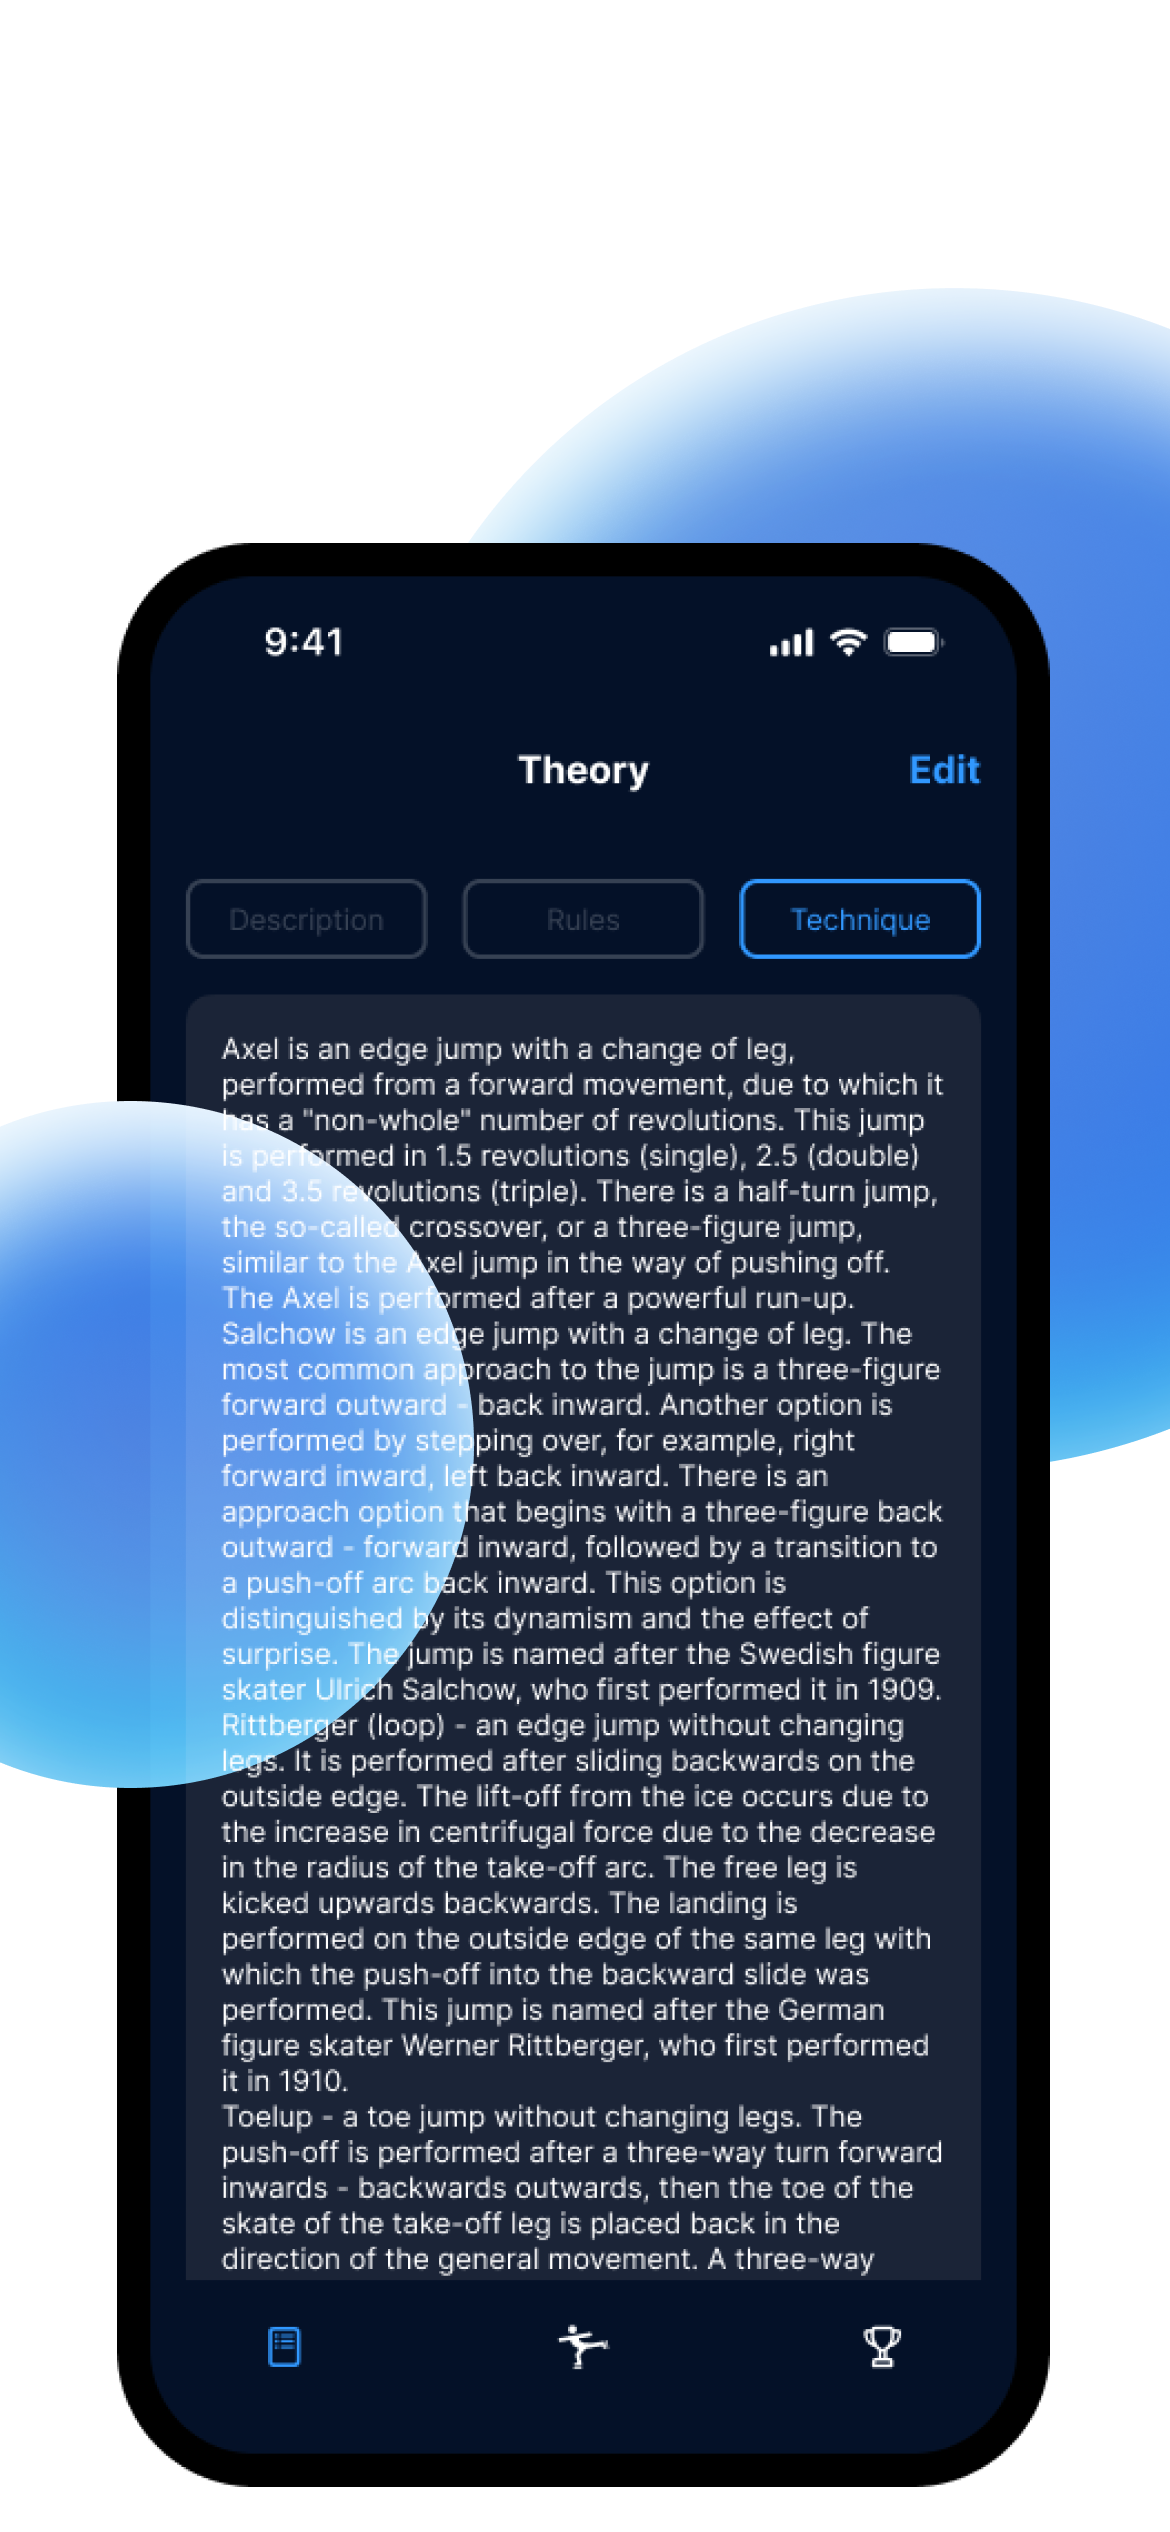 9:41
Theory
Edit
Description
Rules
Technique
Axel is an edge jump with a change of leg,
performed from a forward movement, due to which it
has a "non-whole" number of revolutions. This jump
is performed in 1.5 revolutions (single), 2.5 (double)
and 3.5 revolutions (triple). There is a half-turn jump,
the so-called crossover, or a three-figure jump,
similar to the Axel jump in the way of pushing off.
The Axel is performed after a powerful run-up.
Salchow is an edge jump with a change of leg. The
most common approach to the jump is a three-figure
forward outward - back inward. Another option is
performed by stepping over, for example, right
forward inward, left back inward. There is an
approach option that begins with a three-figure back
outward - forward inward, followed by a transition to
a push-off arc back inward. This option is
distinguished by its dynamism and the effect of
surprise. The jump is named after the Swedish figure
skater Ulrich Salchow, who first performed it in 1909.
Rittberger (loop) - an edge jump without changing
legs. It is performed after sliding backwards on the
outside edge. The lift-off from the ice occurs due to
the increase in centrifugal force due to the decrease
in the radius of the take-off arc. The free leg is
kicked upwards backwards. The landing is
performed on the outside edge of the same leg with
which the push-off into the backward slide was
performed. This jump is named after the German
figure skater Werner Rittberger, who first performed
it in 1910.
Toelup - a toe jump without changing legs. The
push-off is performed after a three-way turn forward
inwards - backwards outwards, then the toe of the
skate of the take-off leg is placed back in the
direction of the general movement. A three-way